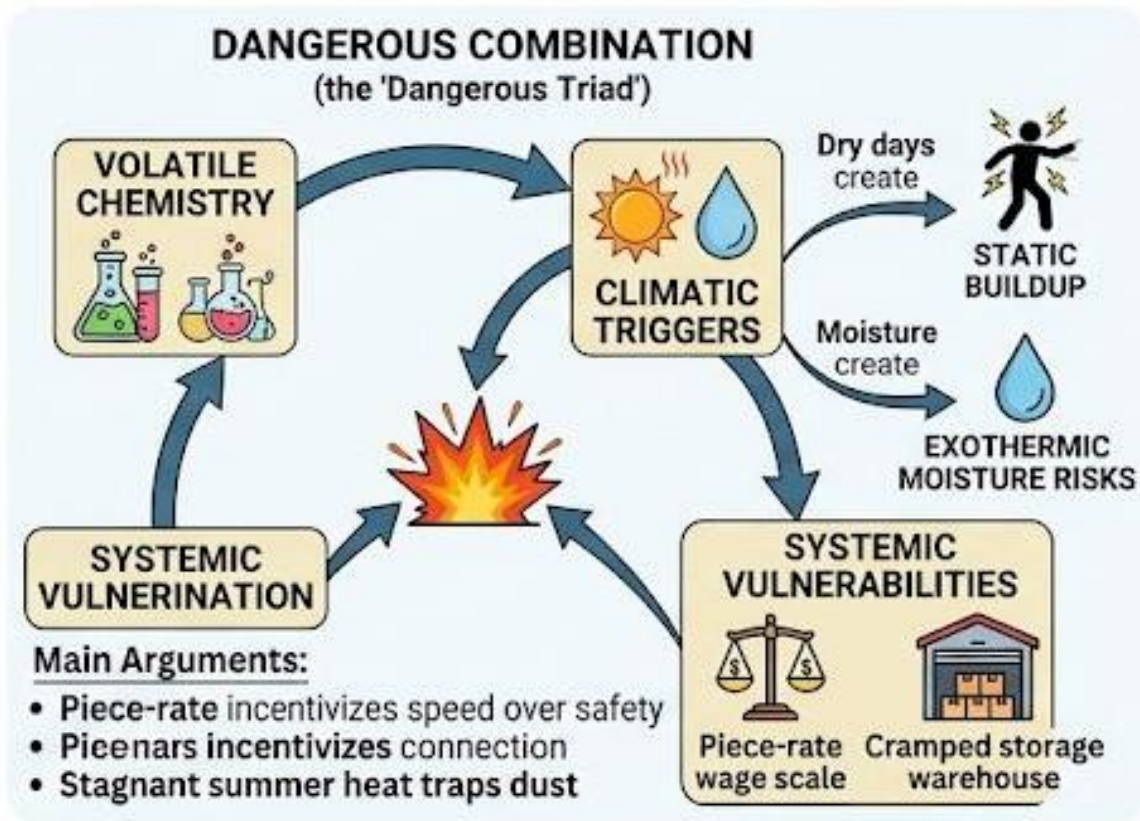 DANGEROUS COMBINATION
(the 'Dangerous Triad')
VOLATILE
CHEMISTRY
CLIMATIC
TRIGGERS
Dry days
create
STATIC
BUILDUP
Moisture
create
EXOTHERMIC
MOISTURE RISKS
SYSTEMIC
VULNERINATION
SYSTEMIC
VULNERABILITIES
$ $
Piece-rate
wage scale
Cramped storage
warehouse
Main Arguments:
• Piece-rate incentivizes speed over safety
• Piceenars incentivizes connection
• Stagnant summer heat traps dust